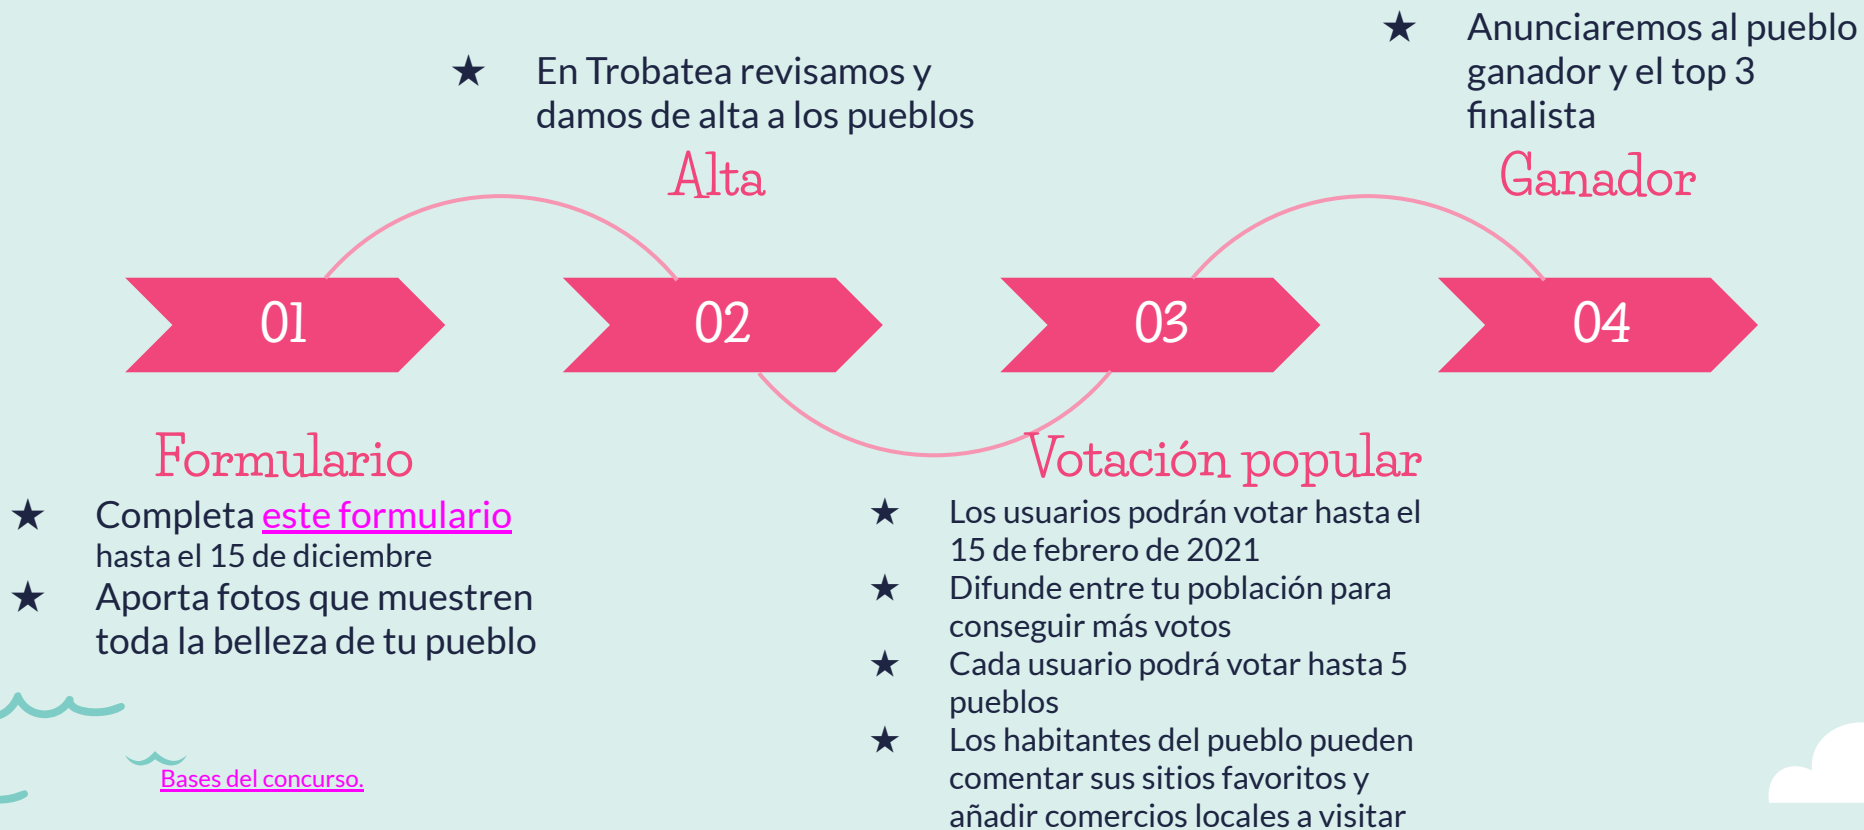 01
Formulario
★ Completa este formulario
hasta el 15 de diciembre
★ Aporta fotos que muestren
toda la belleza de tu pueblo
★ En Trobatea revisamos y
damos de alta a los pueblos
Alta
02
03
Votación popular
★ Los usuarios podrán votar hasta el
15 de febrero de 2021
★ Difunde entre tu población para
conseguir más votos
★ Cada usuario podrá votar hasta 5
pueblos
★ Los habitantes del pueblo pueden
comentar sus sitios favoritos y
añadir comercios locales a visitar
★ Anunciaremos al pueblo
ganador y el top 3
finalista
Ganador
04
Bases del concurso.